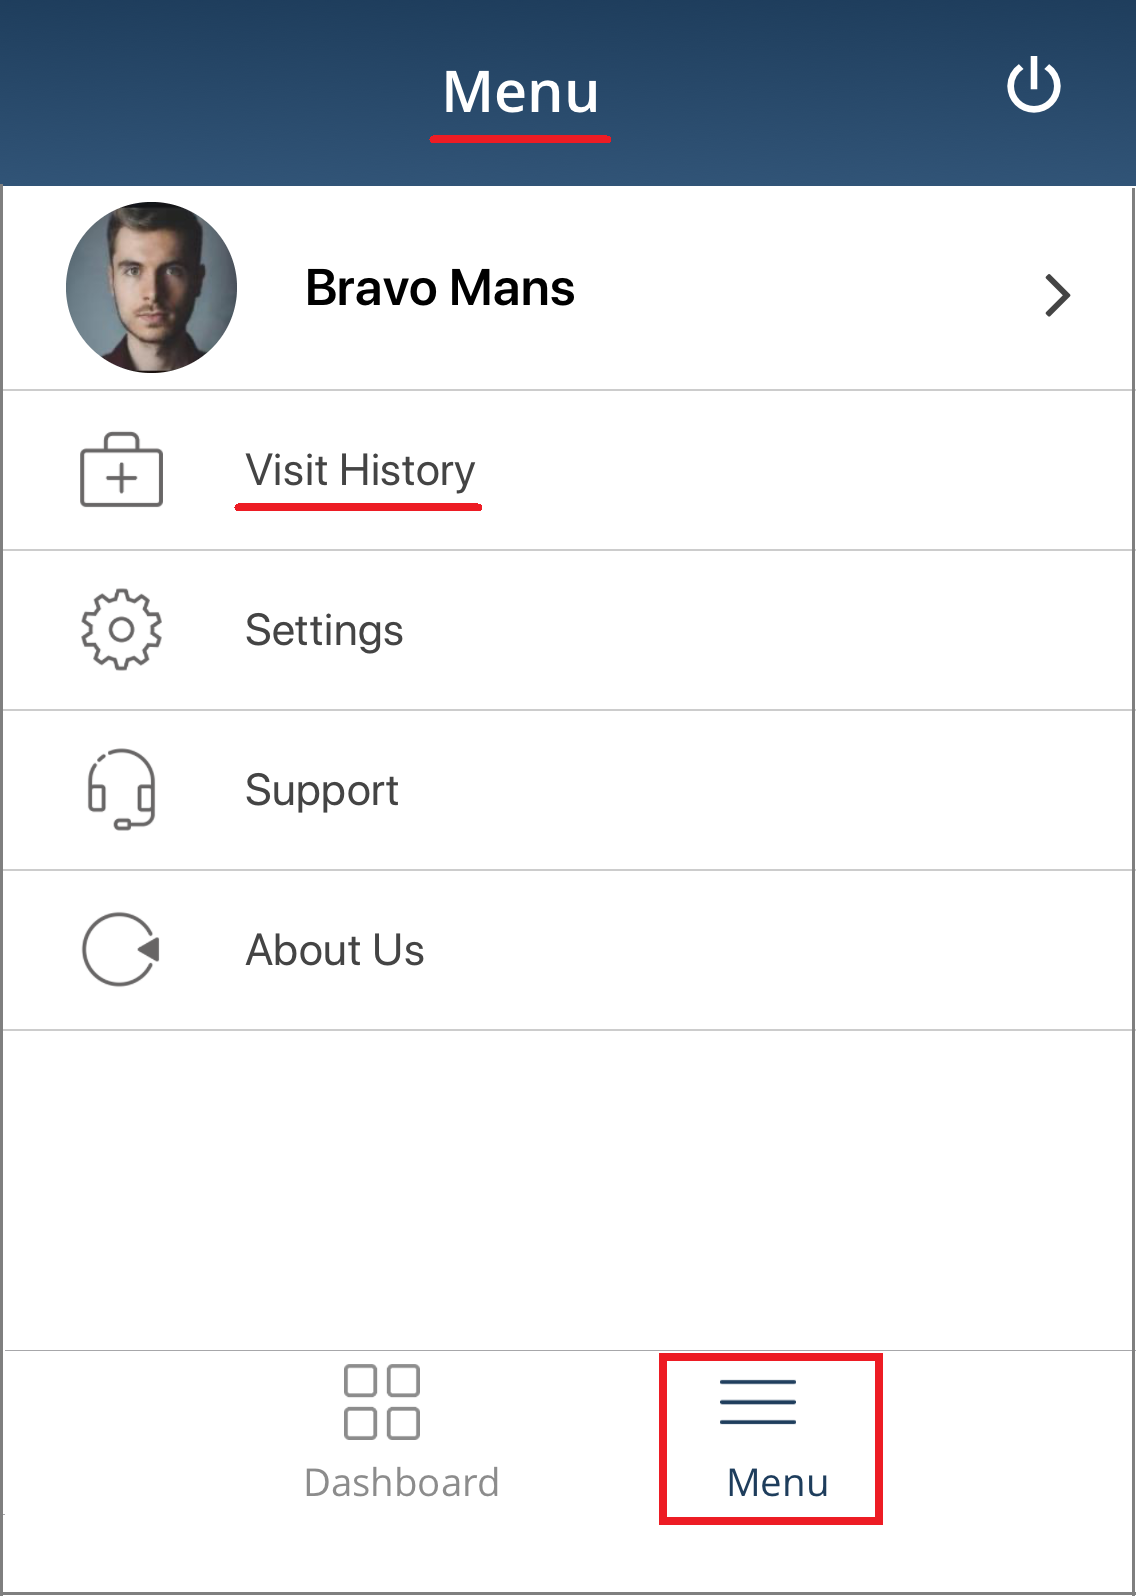 Menu
Bravo Mans
Visit History
Settings
Support
About Us
Dashboard
Menu